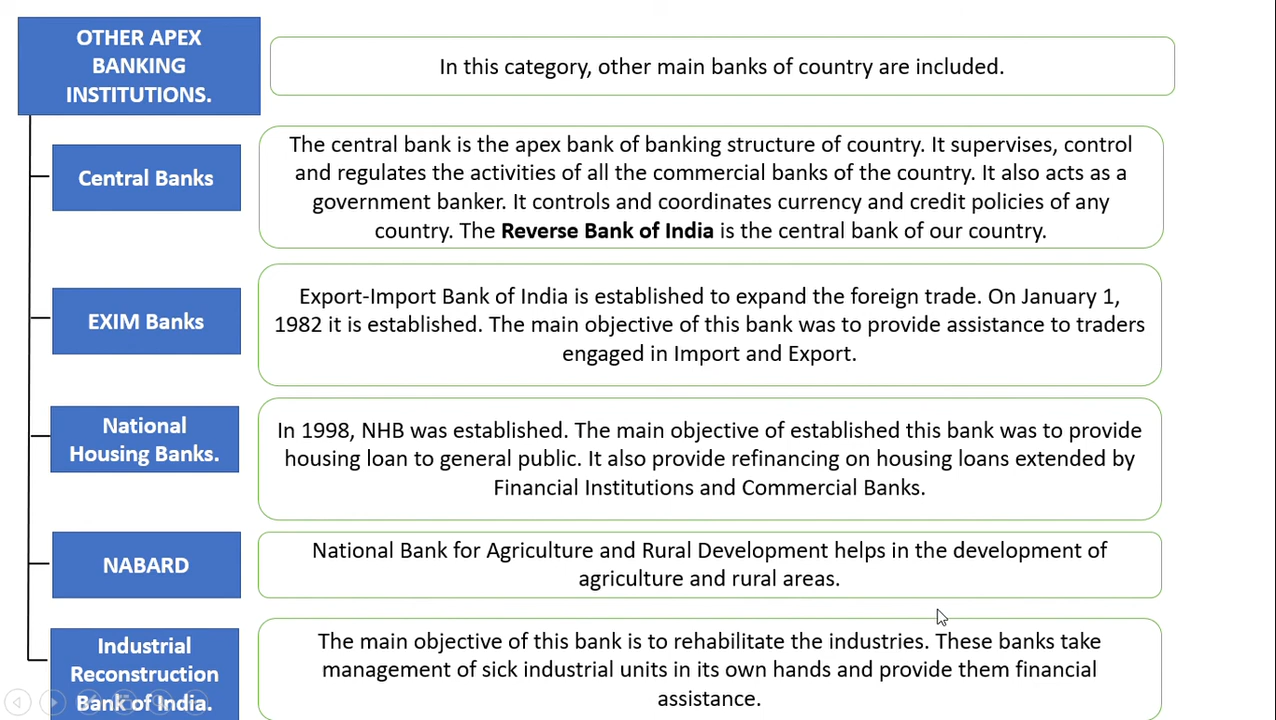 OTHER APEX
BANKING
INSTITUTIONS.
In this category, other main banks of country are included.
Central Banks
The central bank is the apex bank of banking structure of country. It supervises, control
and regulates the activities of all the commercial banks of the country. It also acts as a
government banker. It controls and coordinates currency and credit policies of any
country. The Reverse Bank of India is the central bank of our country.
EXIM Banks
Export-Import Bank of India is established to expand the foreign trade. On January 1,
1982 it is established. The main objective of this bank was to provide assistance to traders
engaged in Import and Export.
National
Housing Banks.
In 1998, NHB was established. The main objective of established this bank was to provide
housing loan to general public. It also provide refinancing on housing loans extended by
Financial Institutions and Commercial Banks.
NABARD
National Bank for Agriculture and Rural Development helps in the development of
agriculture and rural areas.
Industrial
Reconstruction
Bank of India.
The main objective of this bank is to rehabilitate the industries. These banks take
management of sick industrial units in its own hands and provide them financial
assistance.